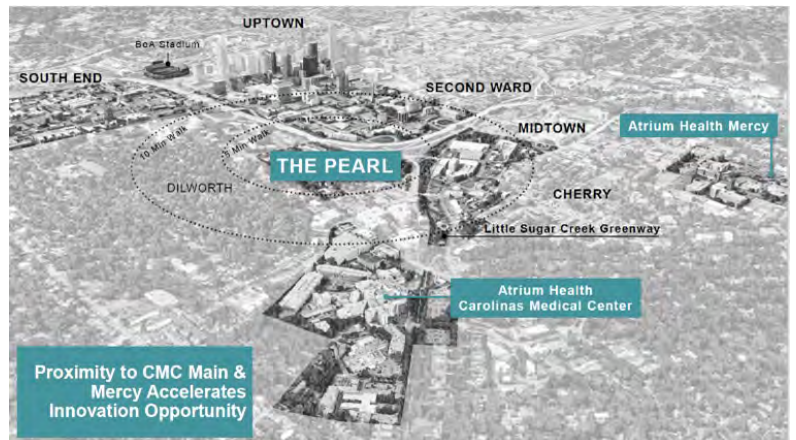 UPTOWN
BoA Stadium
SOUTH END
SECOND WARD
MIDTOWN
Atrium Health Mercy
10 Min Walk
5 Min Walk
THE PEARL
DILWORTH
CHERRY
Little Sugar Creek Greenway
Atrium Health
Carolinas Medical Center
Proximity to CMC Main &
Mercy Accelerates
Innovation Opportunity